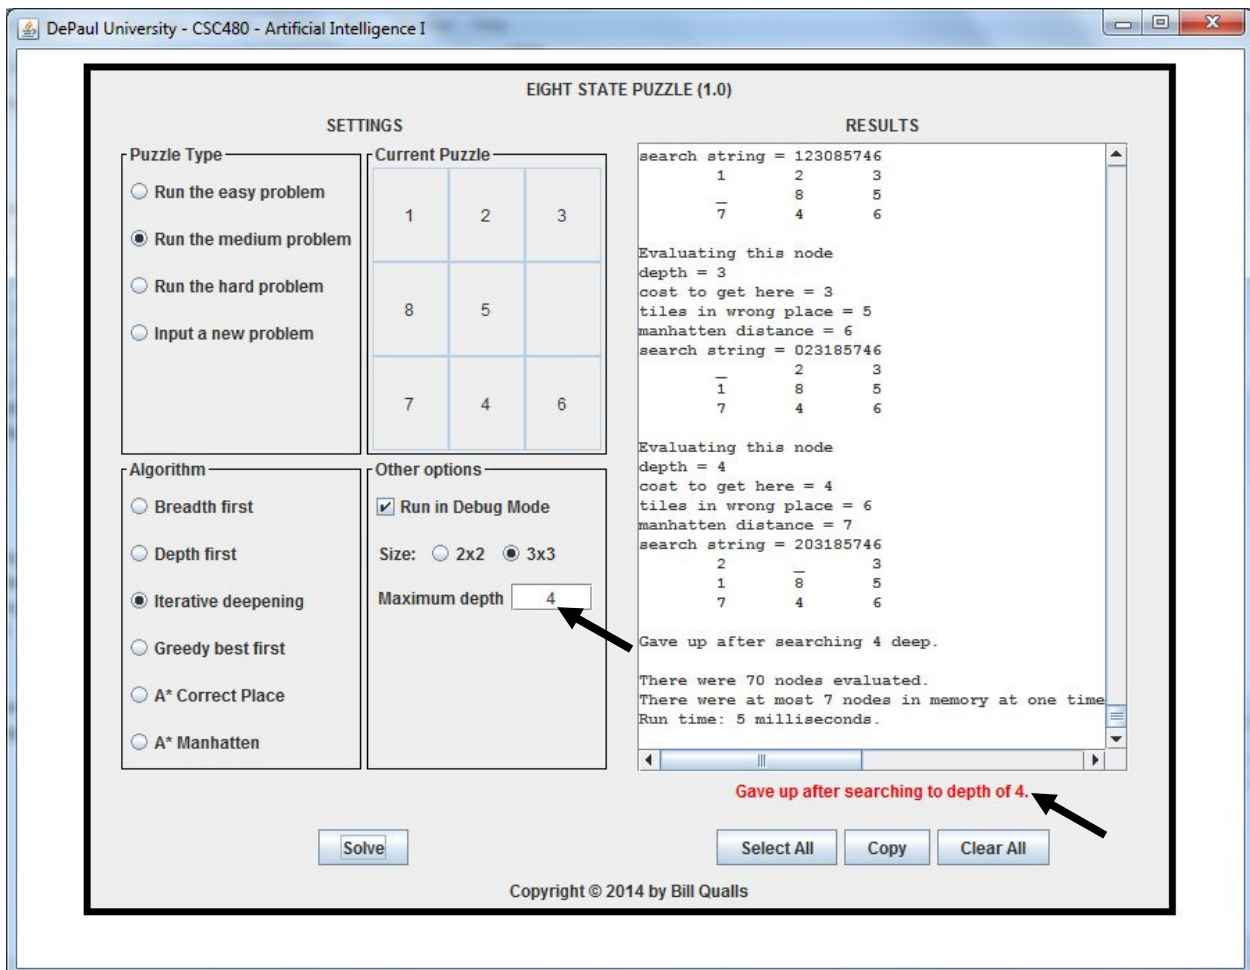 DePaul University - CSC480 - Artificial Intelligence I
EIGHT STATE PUZZLE (1.0)
SETTINGS
Puzzle Type
Run the easy problem
Run the medium problem
Run the hard problem
Input a new problem
Current Puzzle
1 2 3
8 5
7 4 6
Algorithm
Breadth first
Depth first
Iterative deepening
Greedy best first
A* Correct Place
A* Manhatten
Other options
Run in Debug Mode
Size: 2x2 3x3
Maximum depth 4
Solve
RESULTS
search string = 123085746
1 2 3
_ 8 5
7 4 6
Evaluating this node
depth = 3
cost to get here = 3
tiles in wrong place = 5
manhatten distance = 6
search string = 023185746
_ 2 3
1 8 5
7 4 6
Evaluating this node
depth = 4
cost to get here = 4
tiles in wrong place = 6
manhatten distance = 7
search string = 203185746
2 _ 3
1 8 5
7 4 6
Gave up after searching 4 deep.
There were 70 nodes evaluated.
There were at most 7 nodes in memory at one time
Run time: 5 milliseconds.
Gave up after searching to depth of 4.
Select All
Copy
Clear All
Copyright © 2014 by Bill Qualls